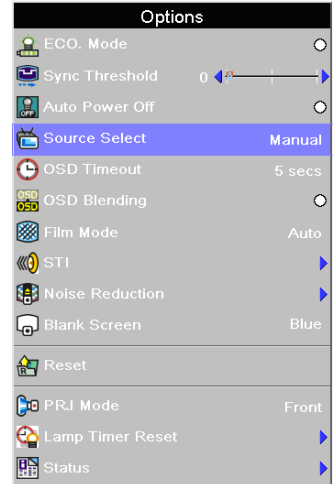 Options
ECO. Mode
Sync Threshold 0
OFF Auto Power Off
Source Select Manual
OSD Timeout 5 secs
OSD OSD OSD Blending
Film Mode Auto
STI
Noise Reduction
Blank Screen Blue
R Reset
PRJ Mode Front
Lamp Timer Reset
Status